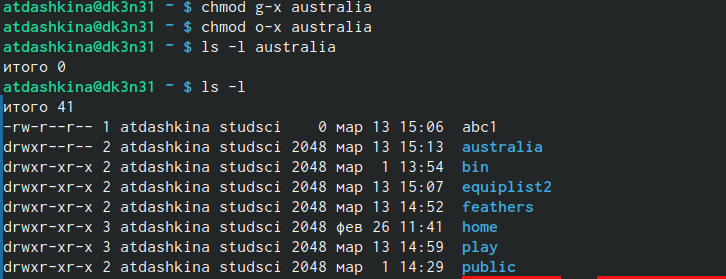 atdashkina@dk3n31 ~ $ chmod g-x australia
atdashkina@dk3n31 ~ $ chmod o-x australia
atdashkina@dk3n31 ~ $ ls -l australia
итого 0
atdashkina@dk3n31 ~ $ ls -l
итого 41
-rw-r--r-- 1 atdashkina studsci    0 мар 13 15:06  abc1
drwxr--r-- 2 atdashkina studsci 2048 мар 13 15:13  australia
drwxr-xr-x 2 atdashkina studsci 2048 мар  1 13:54  bin
drwxr-xr-x 2 atdashkina studsci 2048 мар 13 15:07  equiplist2
drwxr-xr-x 2 atdashkina studsci 2048 мар 13 14:52  feathers
drwxr-xr-x 3 atdashkina studsci 2048 фев 26 11:41  home
drwxr-xr-x 3 atdashkina studsci 2048 мар 13 14:59  play
drwxr-xr-x 2 atdashkina studsci 2048 мар  1 14:29  public